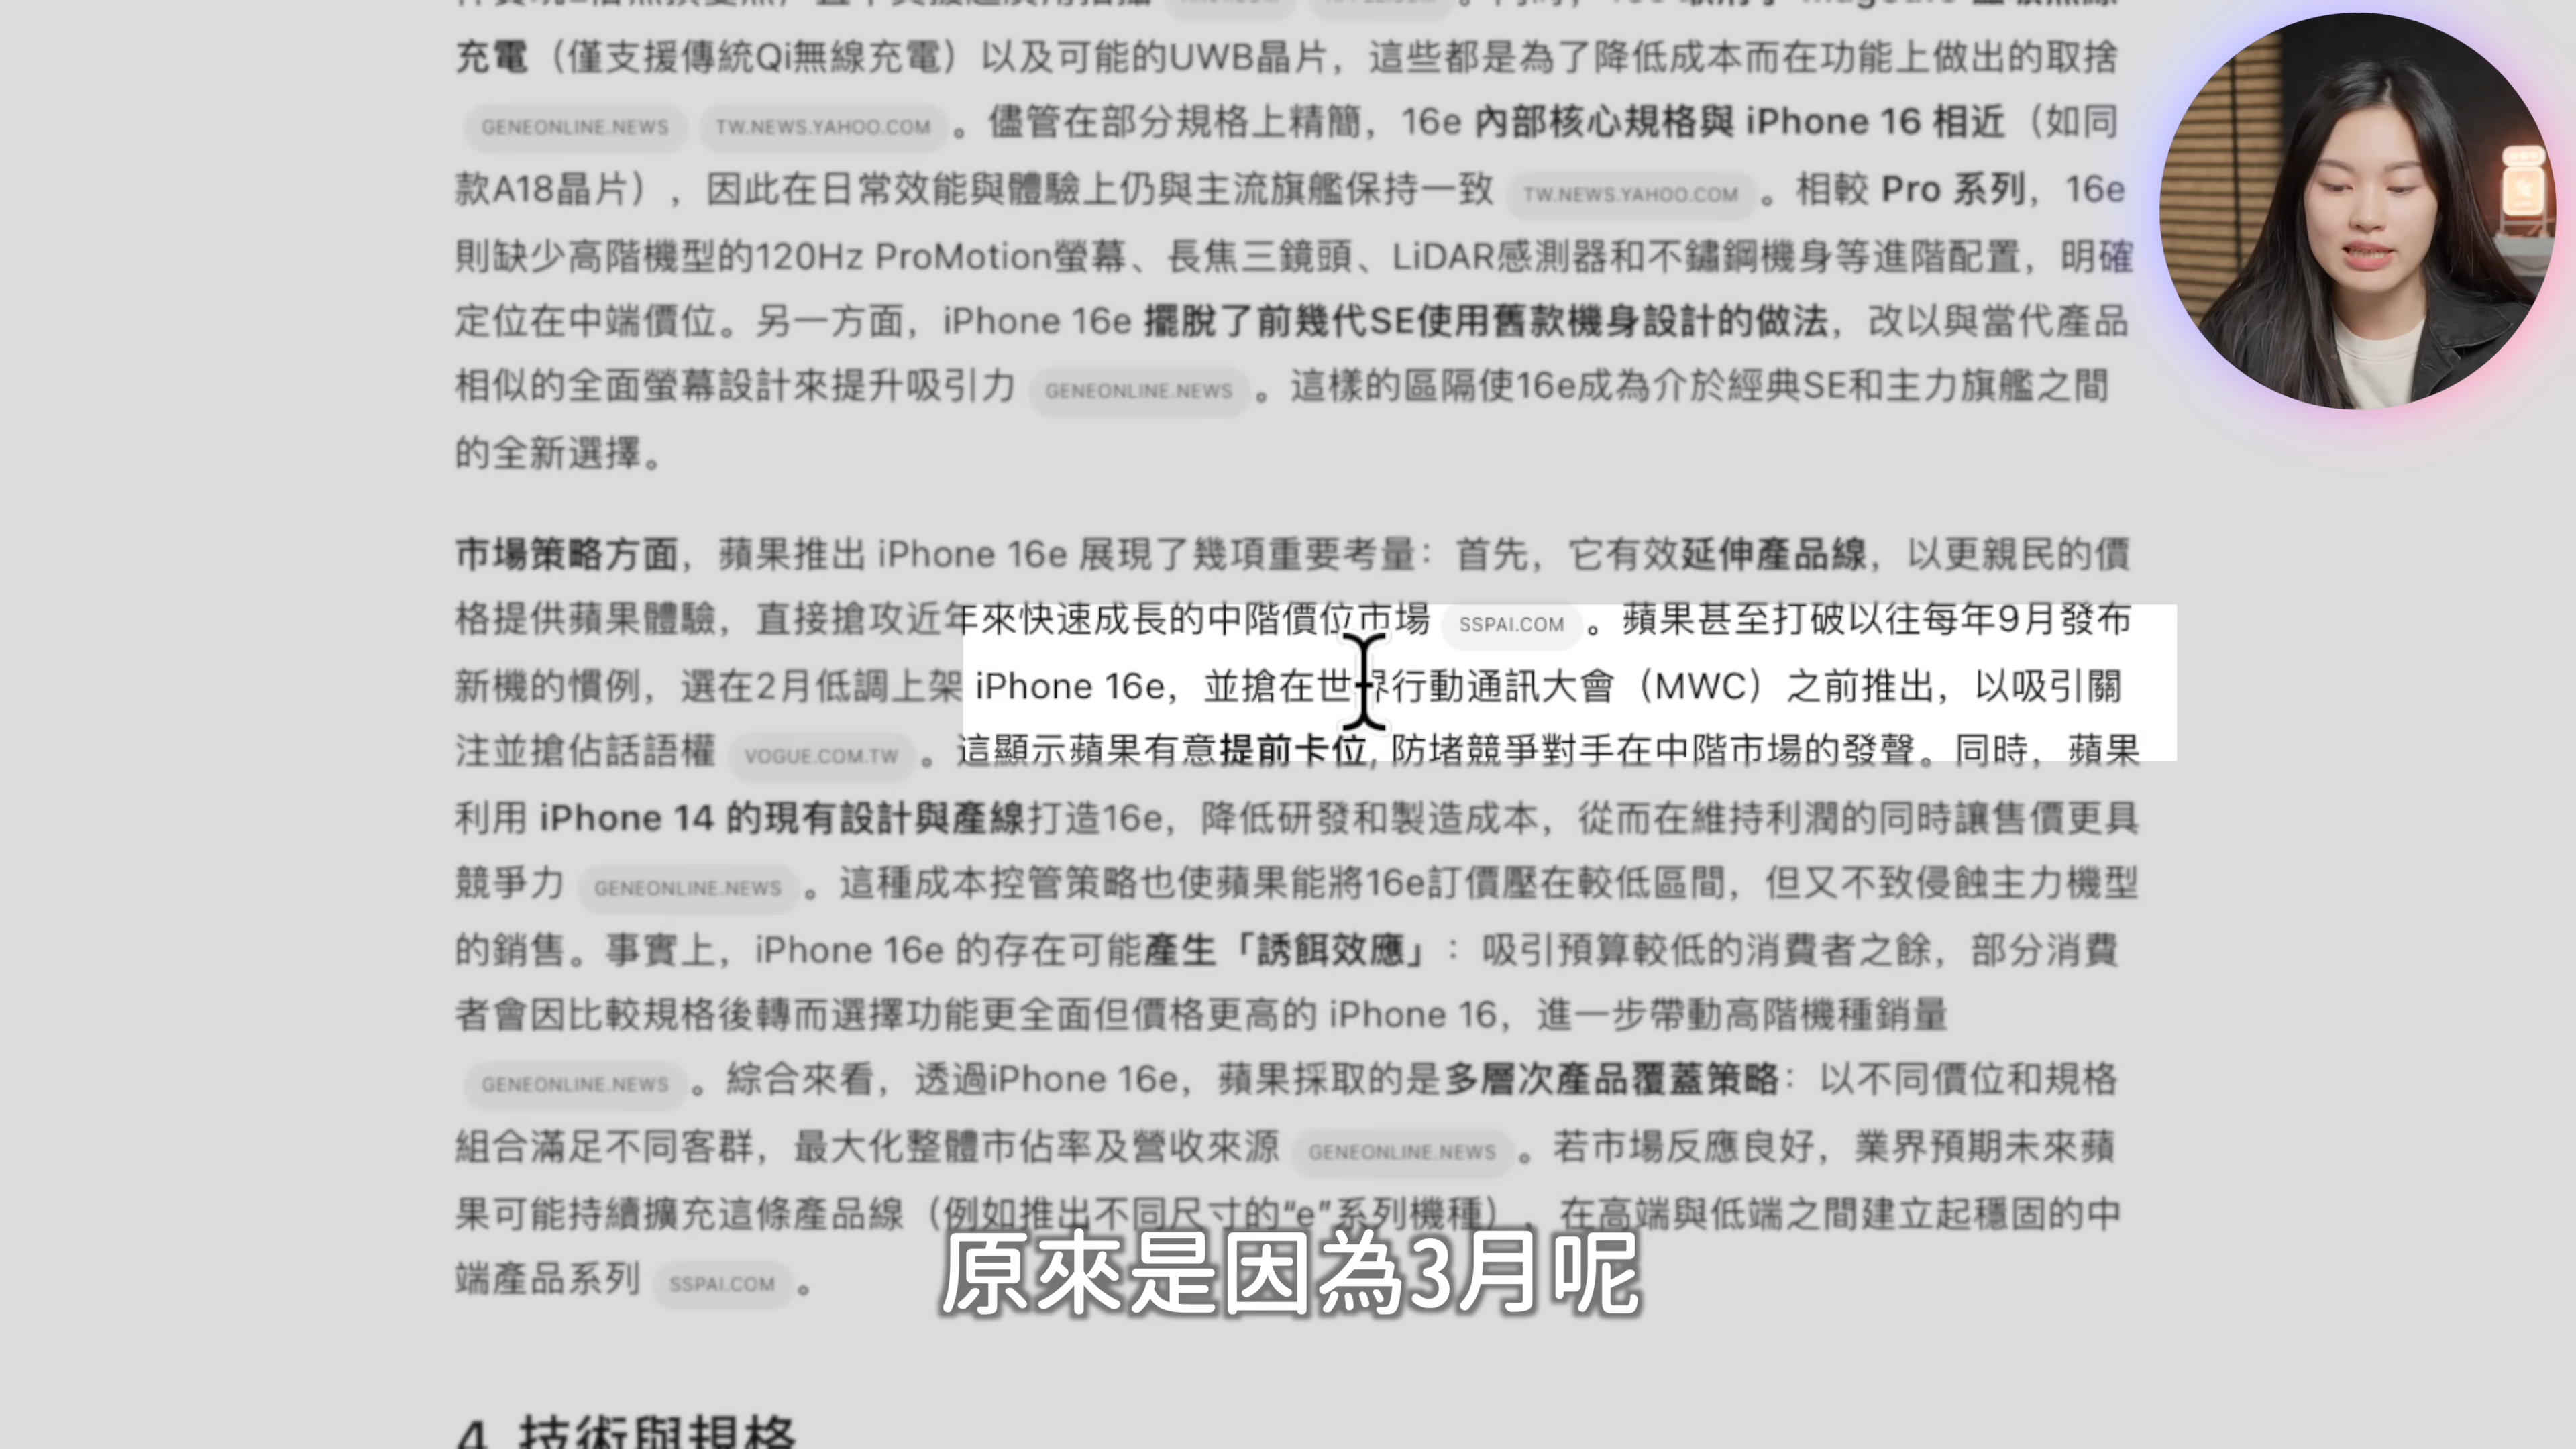 充電（僅支援傳統Qi無線充電）以及可能的UWB晶片，這些都是為了降低成本而在功能上做出的取捨
GENEONLINE.NEWS TW.NEWS.YAHOO.COM 。儘管在部分規格上精簡，16e 內部核心規格與 iPhone 16 相近（如同
款A18晶片），因此在日常效能與體驗上仍與主流旗艦保持一致 TW.NEWS.YAHOO.COM 。相較 Pro 系列，16e
則缺少高階機型的120Hz ProMotion螢幕、長焦三鏡頭、LiDAR感測器和不鏽鋼機身等進階配置，明確
定位在中端價位。另一方面，iPhone 16e 擺脫了前幾代SE使用舊款機身設計的做法，改以與當代產品
相似的全面螢幕設計來提升吸引力 GENEONLINE.NEWS 。這樣的區隔使16e成為介於經典SE和主力旗艦之間
的全新選擇。
市場策略方面，蘋果推出 iPhone 16e 展現了幾項重要考量：首先，它有效延伸產品線，以更親民的價
格提供蘋果體驗，直接搶攻近年來快速成長的中階價位市場 SSPAI.COM 。蘋果甚至打破以往每年9月發布
新機的慣例，選在2月低調上架 iPhone 16e，並搶在世界行動通訊大會（MWC）之前推出，以吸引關
注並搶佔話語權 VOGUE.COM.TW 。這顯示蘋果有意提前卡位，防堵競爭對手在中階市場的發聲。同時，蘋果
利用 iPhone 14 的現有設計與產線打造16e，降低研發和製造成本，從而在維持利潤的同時讓售價更具
競爭力 GENEONLINE.NEWS 。這種成本控管策略也使蘋果能將16e訂價壓在較低區間，但又不致侵蝕主力機型
的銷售。事實上，iPhone 16e 的存在可能產生「誘餌效應」：吸引預算較低的消費者之餘，部分消費
者會因比較規格後轉而選擇功能更全面但價格更高的 iPhone 16，進一步帶動高階機種銷量
GENEONLINE.NEWS 。綜合來看，透過iPhone 16e，蘋果採取的是多層次產品覆蓋策略：以不同價位和規格
組合滿足不同客群，最大化整體市佔率及營收來源 GENEONLINE.NEWS 。若市場反應良好，業界預期未來蘋
果可能持續擴充這條產品線（例如推出不同尺寸的“e”系列機種），在高端與低端之間建立起穩固的中
端產品系列 SSPAI.COM 。
原來是因為3月呢
4. 技術與規格